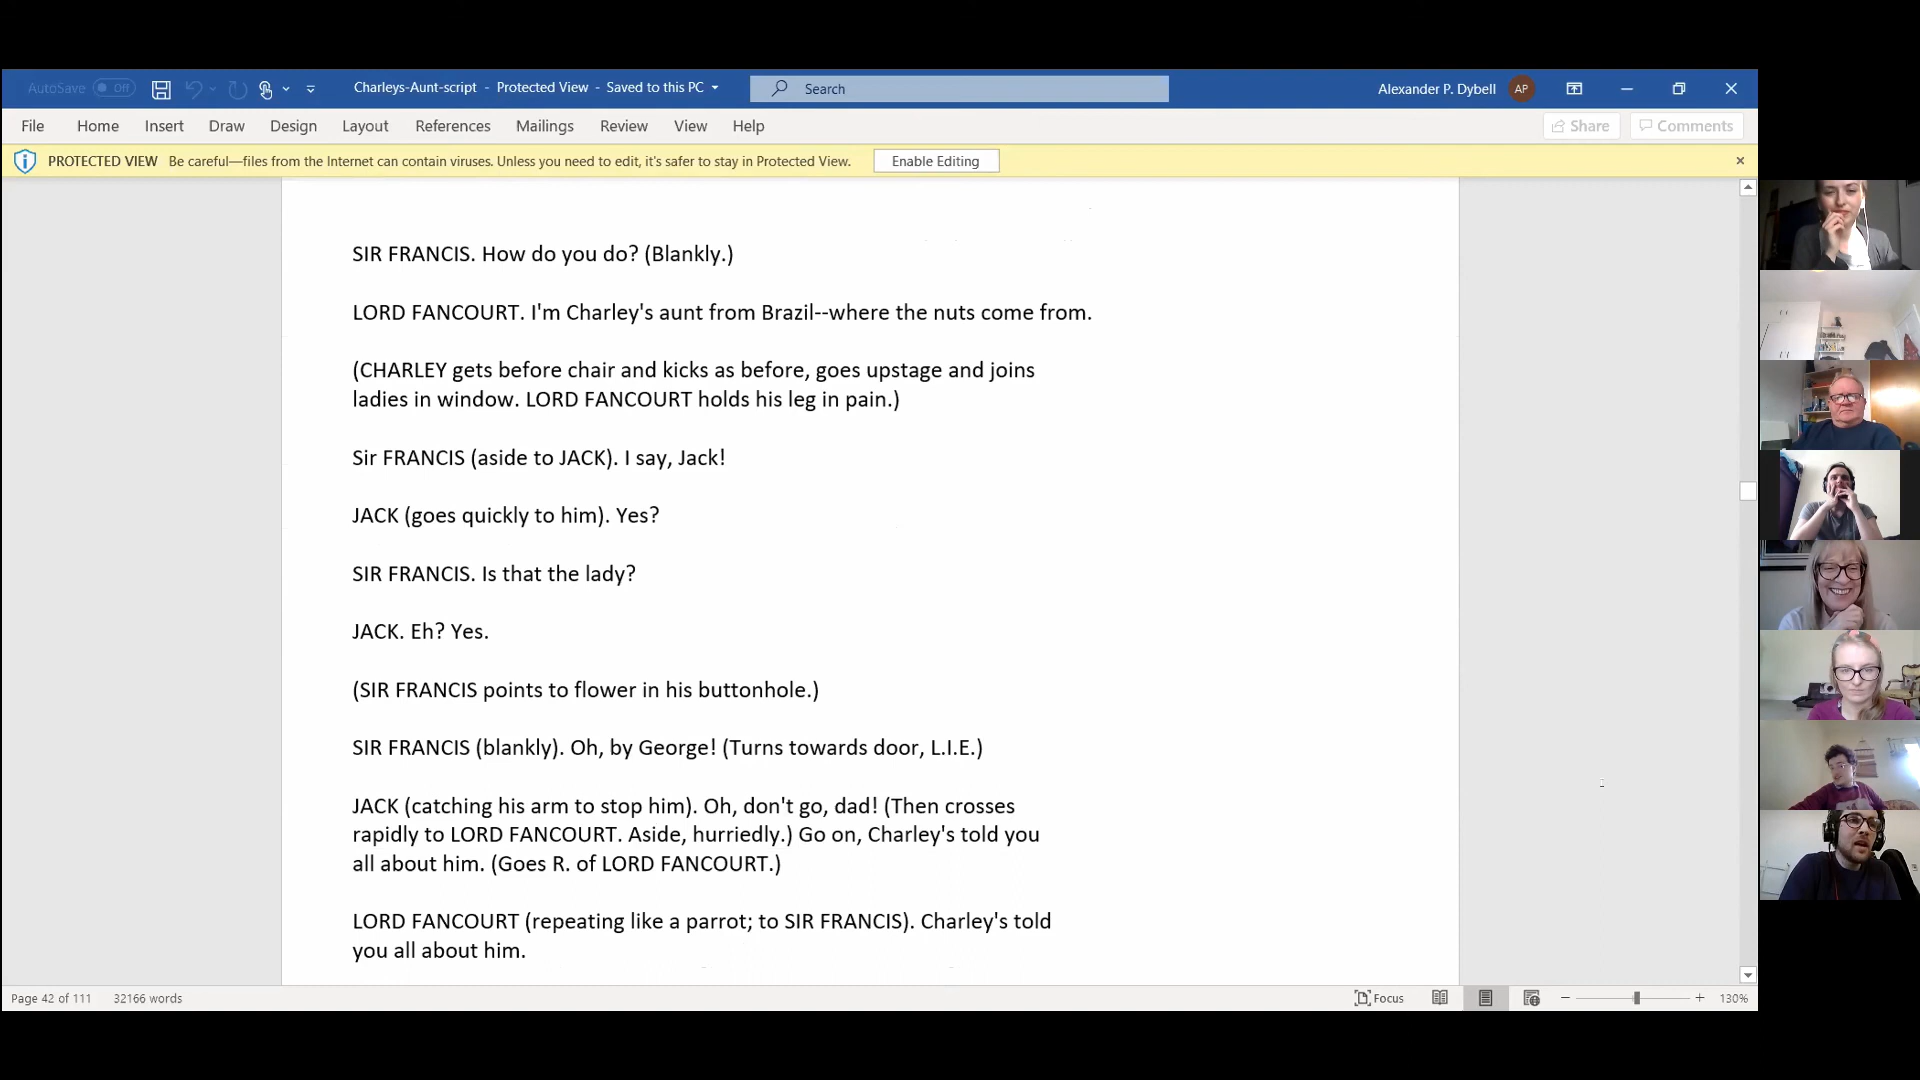 AutoSave Off
Charleys-Aunt-script - Protected View - Saved to this PC
Search
Alexander P. Dybell AP
File Home Insert Draw Design Layout References Mailings Review View Help
Share Comments
PROTECTED VIEW Be careful—files from the Internet can contain viruses. Unless you need to edit, it's safer to stay in Protected View. Enable Editing
SIR FRANCIS. How do you do? (Blankly.)
LORD FANCOURT. I'm Charley's aunt from Brazil--where the nuts come from.
(CHARLEY gets before chair and kicks as before, goes upstage and joins
ladies in window. LORD FANCOURT holds his leg in pain.)
Sir FRANCIS (aside to JACK). I say, Jack!
JACK (goes quickly to him). Yes?
SIR FRANCIS. Is that the lady?
JACK. Eh? Yes.
(SIR FRANCIS points to flower in his buttonhole.)
SIR FRANCIS (blankly). Oh, by George! (Turns towards door, L.I.E.)
JACK (catching his arm to stop him). Oh, don't go, dad! (Then crosses
rapidly to LORD FANCOURT. Aside, hurriedly.) Go on, Charley's told you
all about him. (Goes R. of LORD FANCOURT.)
LORD FANCOURT (repeating like a parrot; to SIR FRANCIS). Charley's told
you all about him.
Page 42 of 111 32166 words
Focus
130%